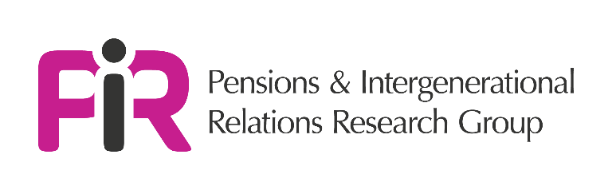 PiR
Pensions & Intergenerational
Relations Research Group